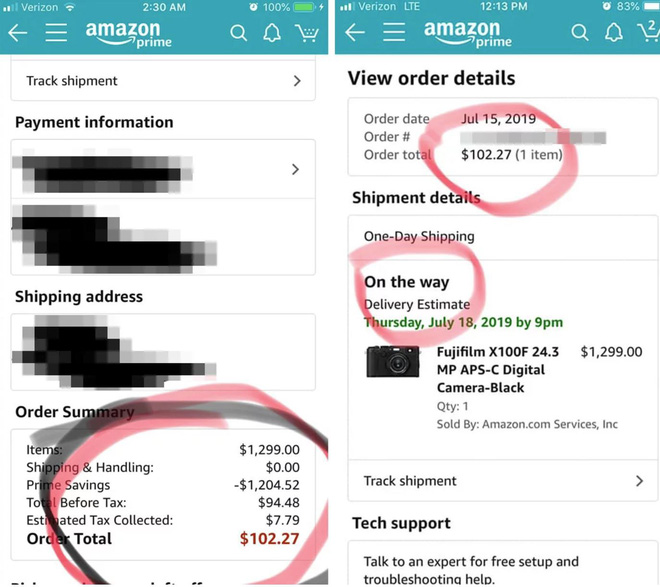 Verizon
2:30 AM
100%
amazon
prime
Track shipment
Payment information
Shipping address
Order Summary
Items: $1,299.00
Shipping & Handling: $0.00
Prime Savings -$1,204.52
Total Before Tax: $94.48
Estimated Tax Collected: $7.79
Order Total $102.27
Verizon LTE
12:13 PM
83%
amazon
prime
2
View order details
Order date Jul 15, 2019
Order #
Order total $102.27 (1 item)
Shipment details
One-Day Shipping
On the way
Delivery Estimate
Thursday, July 18, 2019 by 9pm
Fujifilm X100F 24.3 $1,299.00
MP APS-C Digital
Camera-Black
Qty: 1
Sold By: Amazon.com Services, Inc
Track shipment
Tech support
Talk to an expert for free setup and
troubleshooting help.